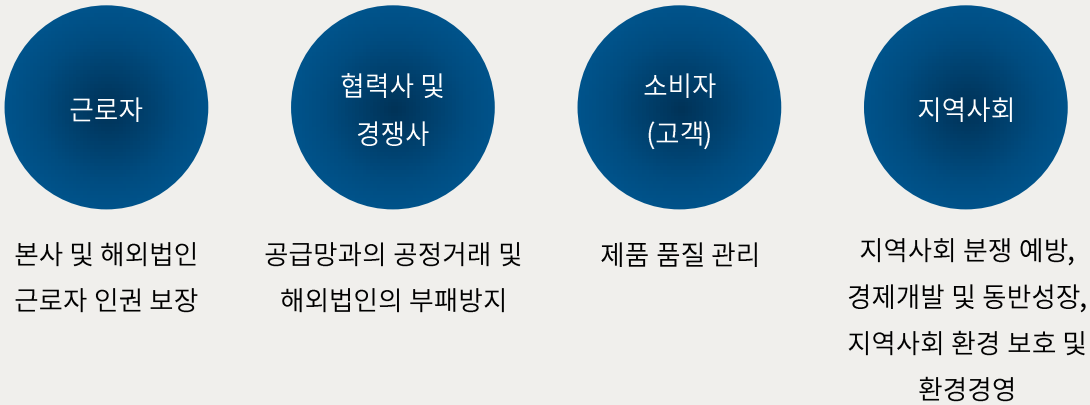 근로자
협력사 및
경쟁사
소비자
(고객)
지역사회
본사 및 해외법인
근로자 인권 보장
공급망과의 공정거래 및
해외법인의 부패방지
제품 품질 관리
지역사회 분쟁 예방,
경제개발 및 동반성장,
지역사회 환경 보호 및
환경경영